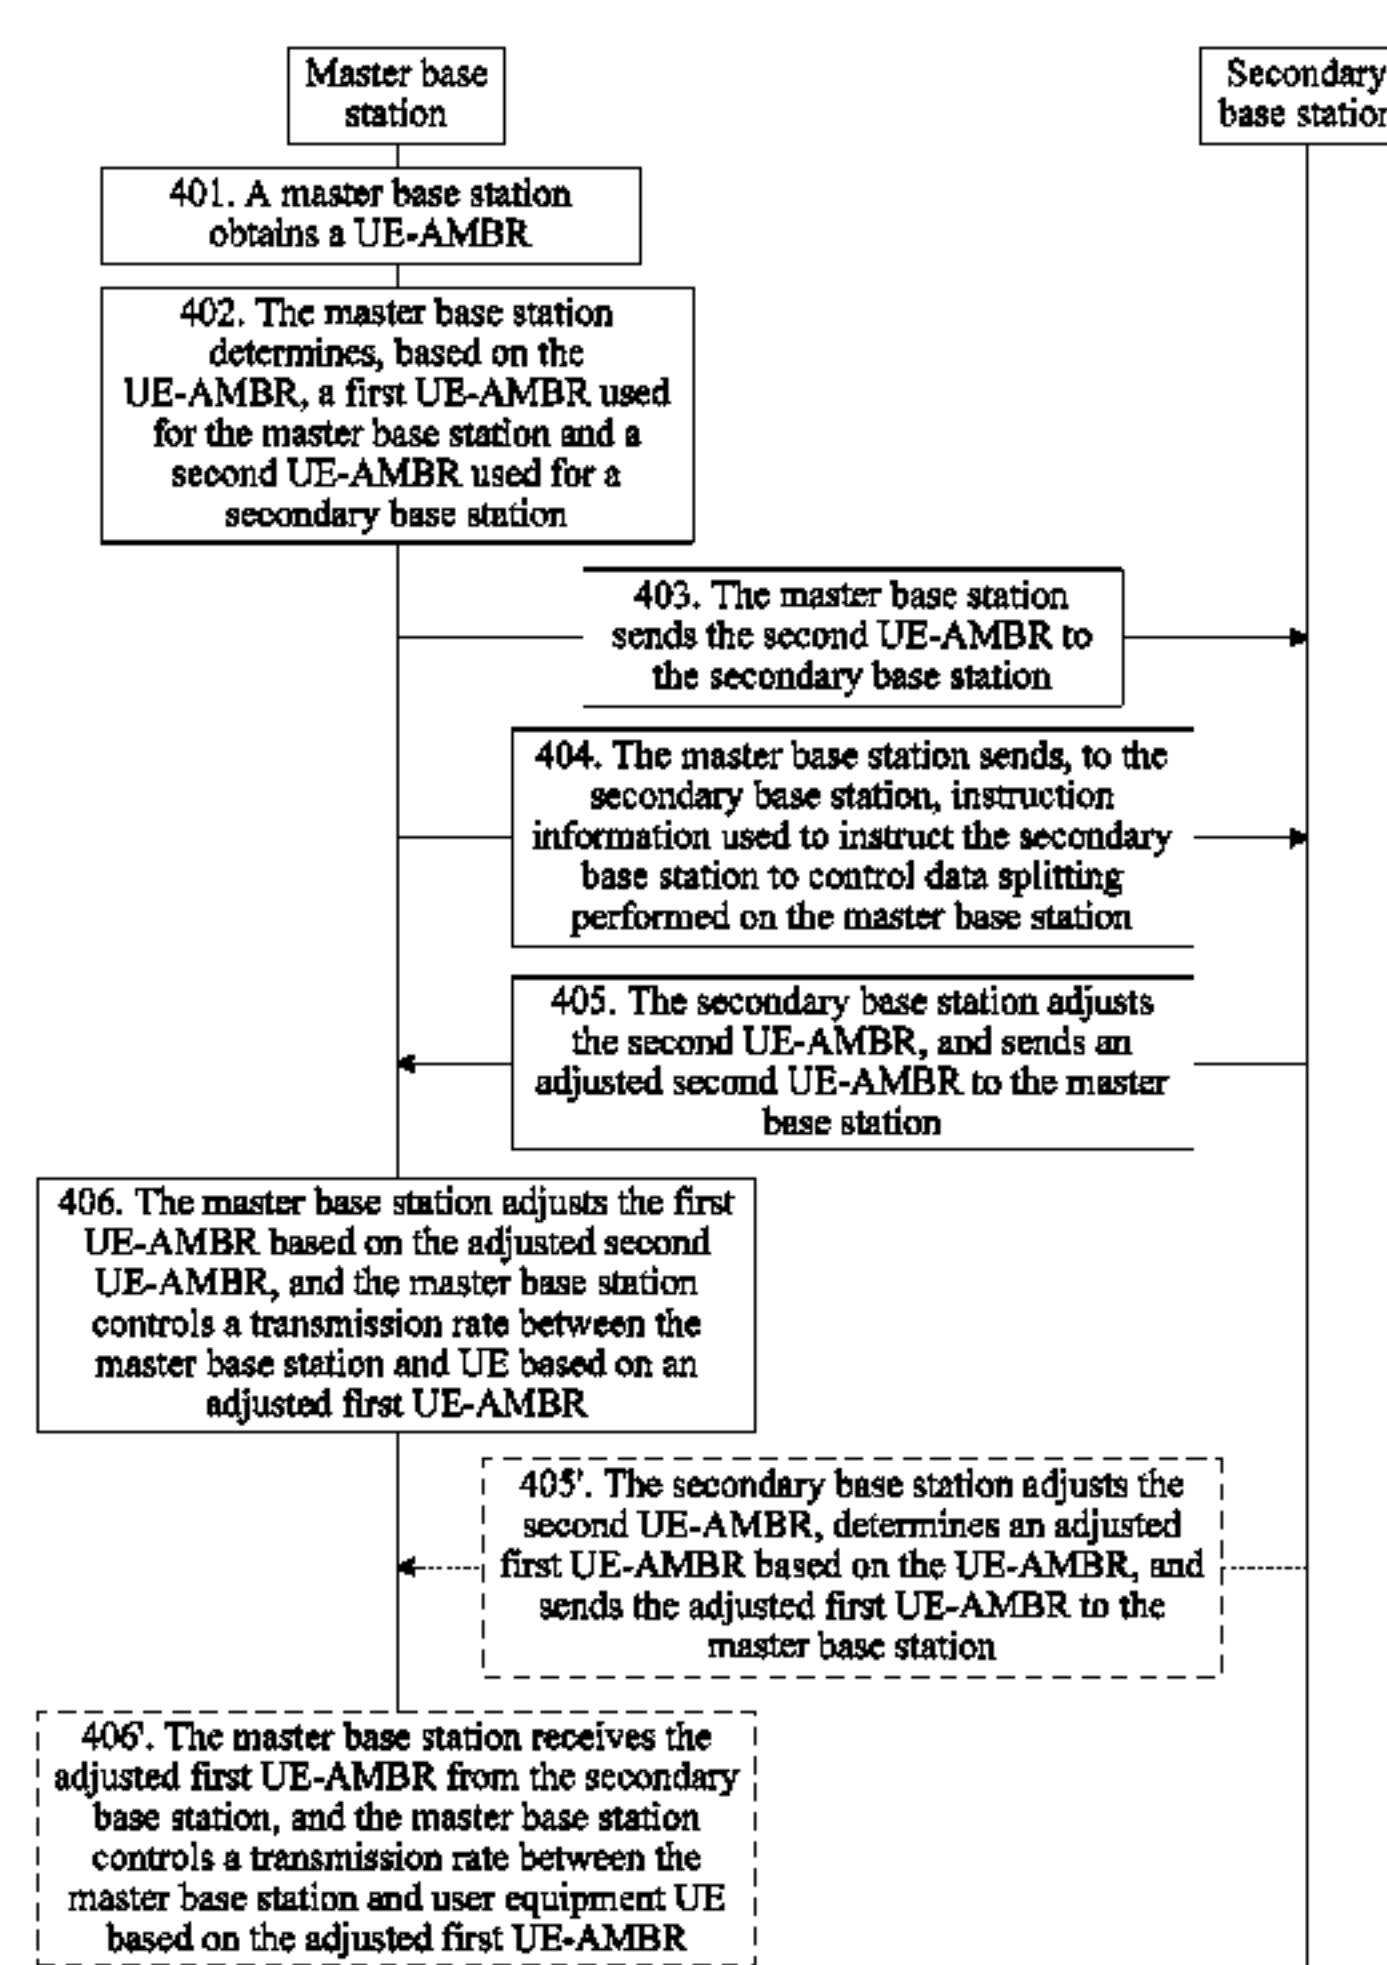 Master base
station
Secondary
base station
401. A master base station
obtains a UE-AMBR
402. The master base station
determines, based on the
UE-AMBR, a first UE-AMBR used
for the master base station and a
second UE-AMBR used for a
secondary base station
403. The master base station
sends the second UE-AMBR to
the secondary base station
404. The master base station sends, to the
secondary base station, instruction
information used to instruct the secondary
base station to control data splitting
performed on the master base station
405. The secondary base station adjusts
the second UE-AMBR, and sends an
adjusted second UE-AMBR to the master
base station
406. The master base station adjusts the first
UE-AMBR based on the adjusted second
UE-AMBR, and the master base station
controls a transmission rate between the
master base station and UE based on an
adjusted first UE-AMBR
405'. The secondary base station adjusts the
second UE-AMBR, determines an adjusted
first UE-AMBR based on the UE-AMBR, and
sends the adjusted first UE-AMBR to the
master base station
406'. The master base station receives the
adjusted first UE-AMBR from the secondary
base station, and the master base station
controls a transmission rate between the
master base station and user equipment UE
based on the adjusted first UE-AMBR